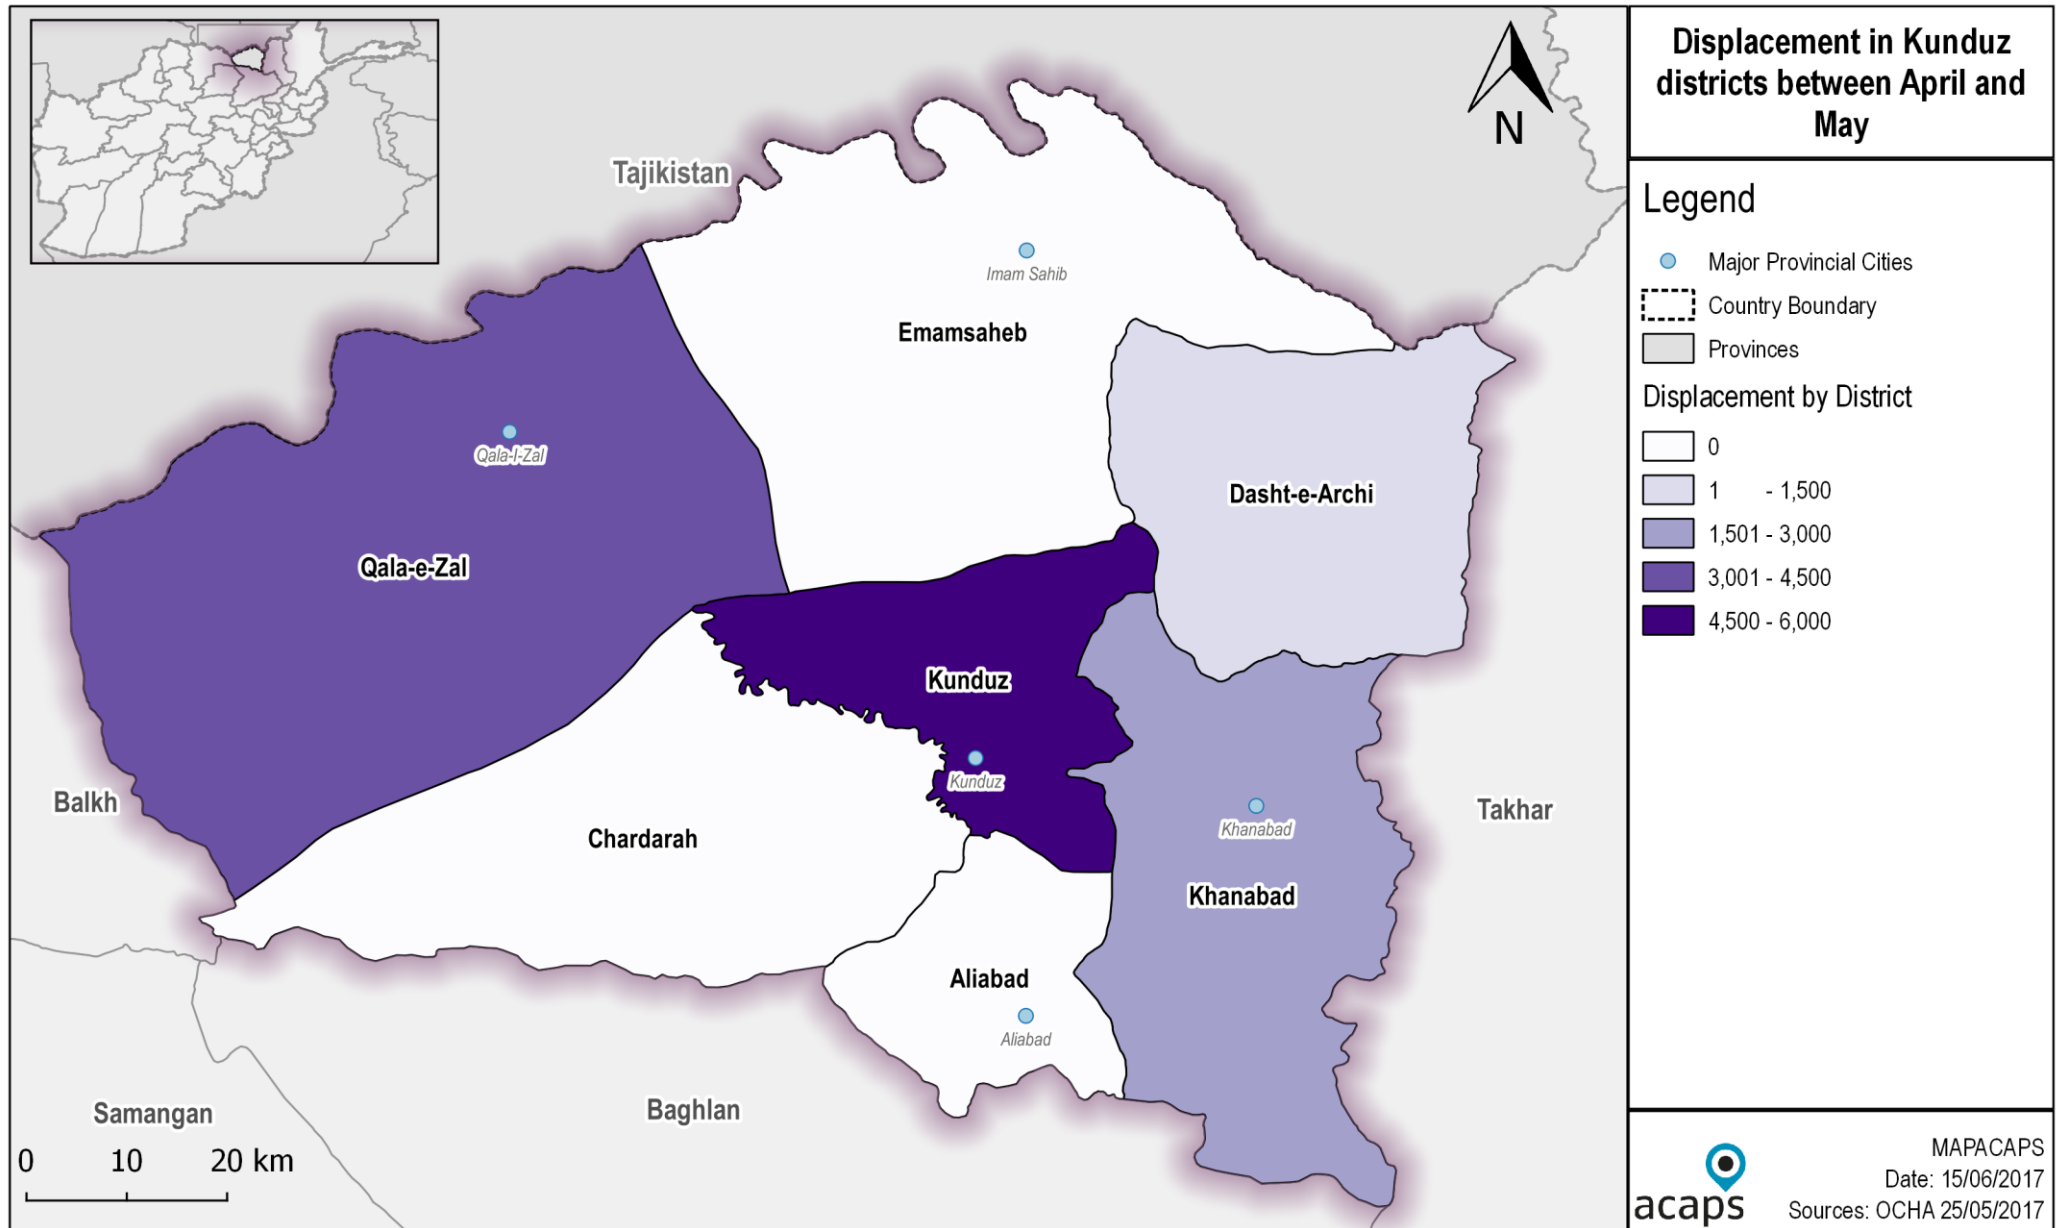 Displacement in Kunduz
districts between April and
May
Legend
Major Provincial Cities
Country Boundary
Provinces
Displacement by District
0
1 - 1,500
1,501 - 3,000
3,001 - 4,500
4,500 - 6,000
N
Tajikistan
Imam Sahib
Emamsaheb
Qala-I-Zal
Dasht-e-Archi
Qala-e-Zal
Kunduz
Kunduz
Balkh
Takhar
Khanabad
Chardarah
Khanabad
Aliabad
Aliabad
Samangan
Baghlan
0 10 20 km
acaps
MAPACAPS
Date: 15/06/2017
Sources: OCHA 25/05/2017